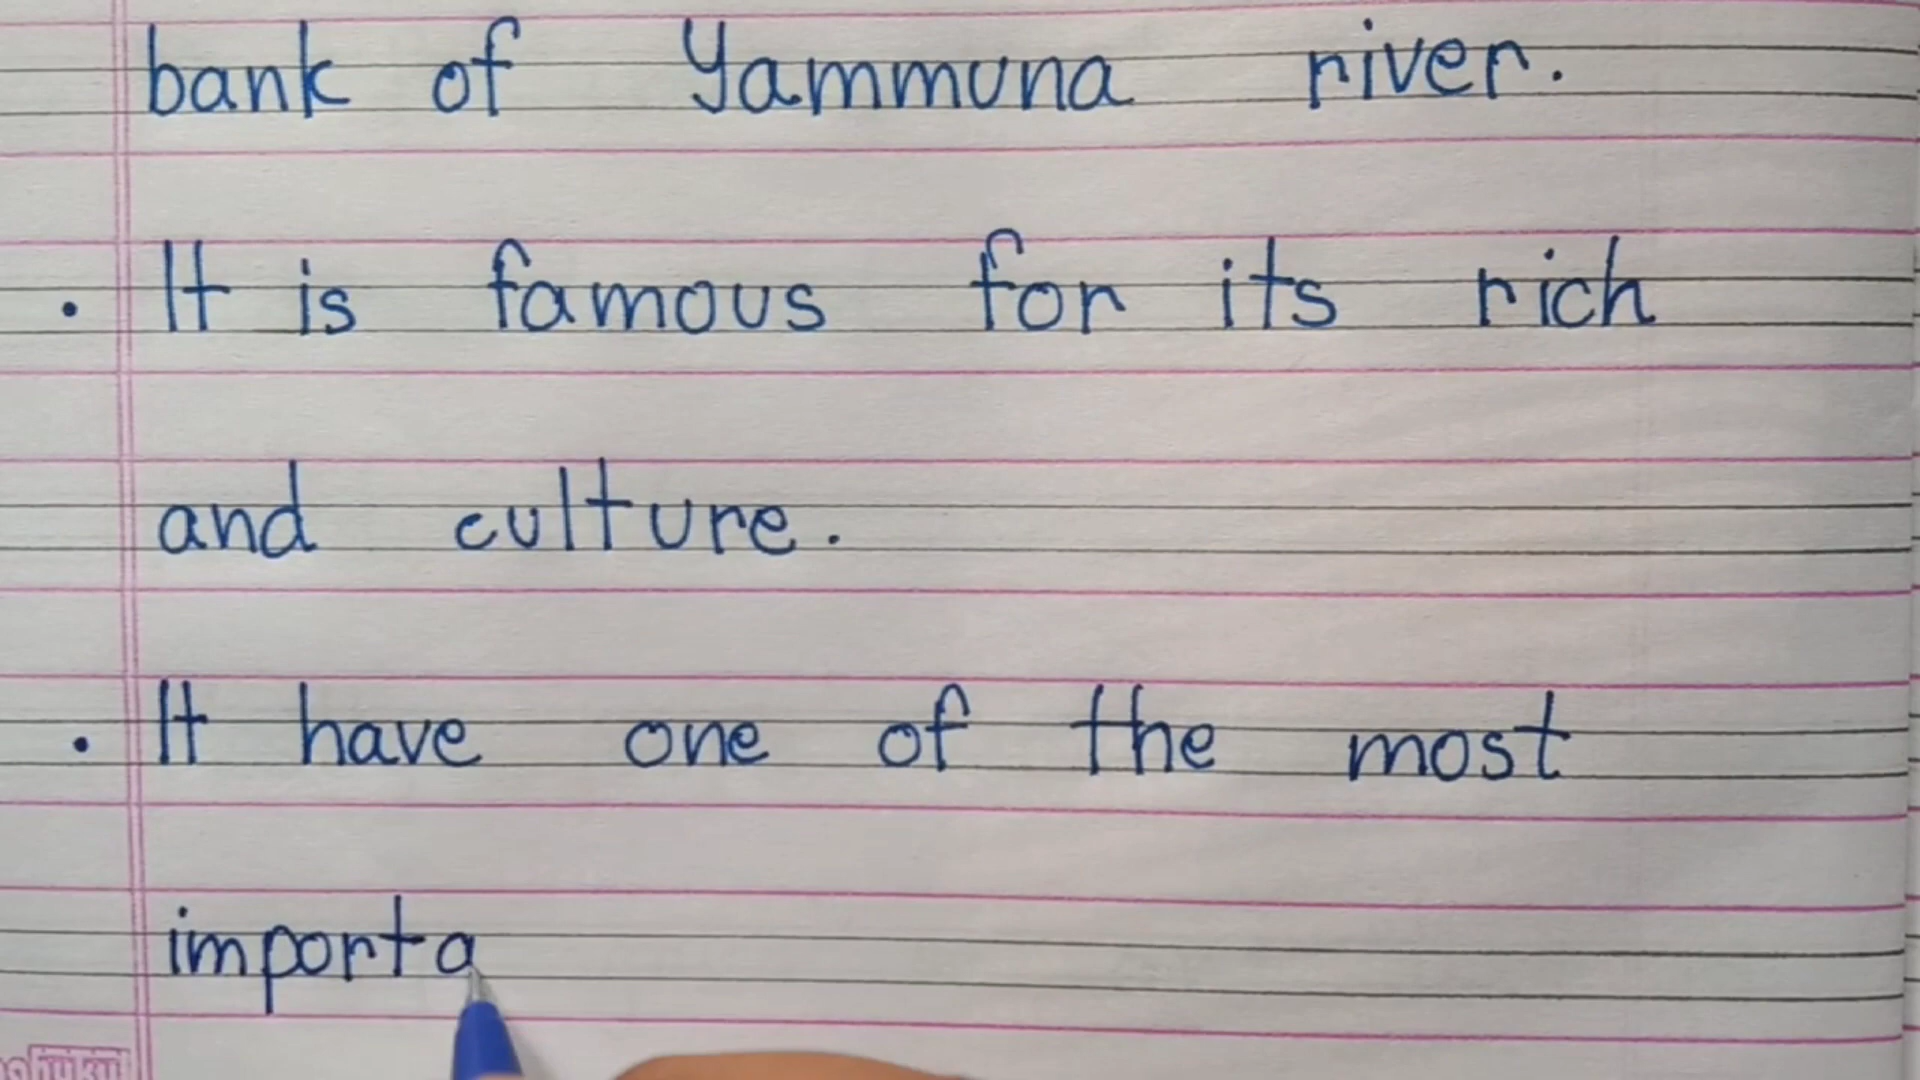 bank of Yammuna river.
• It is famous for its rich
and culture.
• It have one of the most
importa